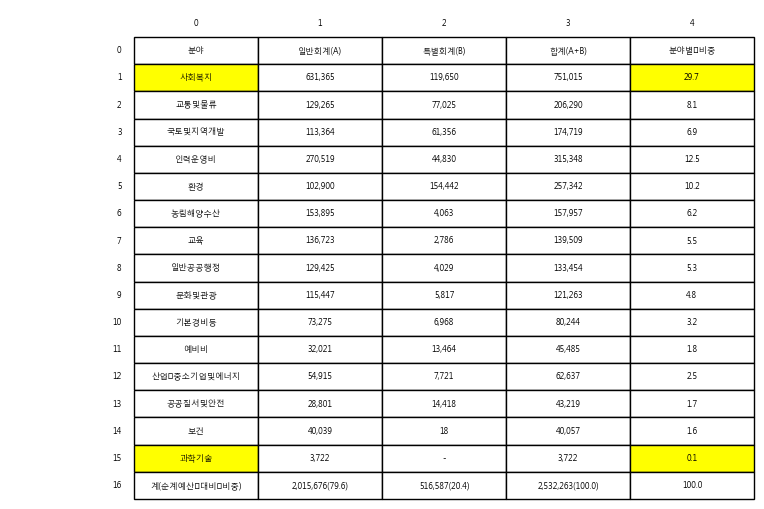 0 1 2 3 4
0 분야 일반회계(A) 특별회계(B) 합계(A+B) 분야별▯비중
1 사회복지 631,365 119,650 751,015 29.7
2 교통및물류 129,265 77,025 206,290 8.1
3 국토및지역개발 113,364 61,356 174,719 6.9
4 인력운영비 270,519 44,830 315,348 12.5
5 환경 102,900 154,442 257,342 10.2
6 농림해양수산 153,895 4,063 157,957 6.2
7 교육 136,723 2,786 139,509 5.5
8 일반공공행정 129,425 4,029 133,454 5.3
9 문화및관광 115,447 5,817 121,263 4.8
10 기본경비등 73,275 6,968 80,244 3.2
11 예비비 32,021 13,464 45,485 1.8
12 산업▯중소기업및에너지 54,915 7,721 62,637 2.5
13 공공질서및안전 28,801 14,418 43,219 1.7
14 보건 40,039 18 40,057 1.6
15 과학기술 3,722 - 3,722 0.1
16 계(순계예산▯대비▯비중) 2,015,676(79.6) 516,587(20.4) 2,532,263(100.0) 100.0